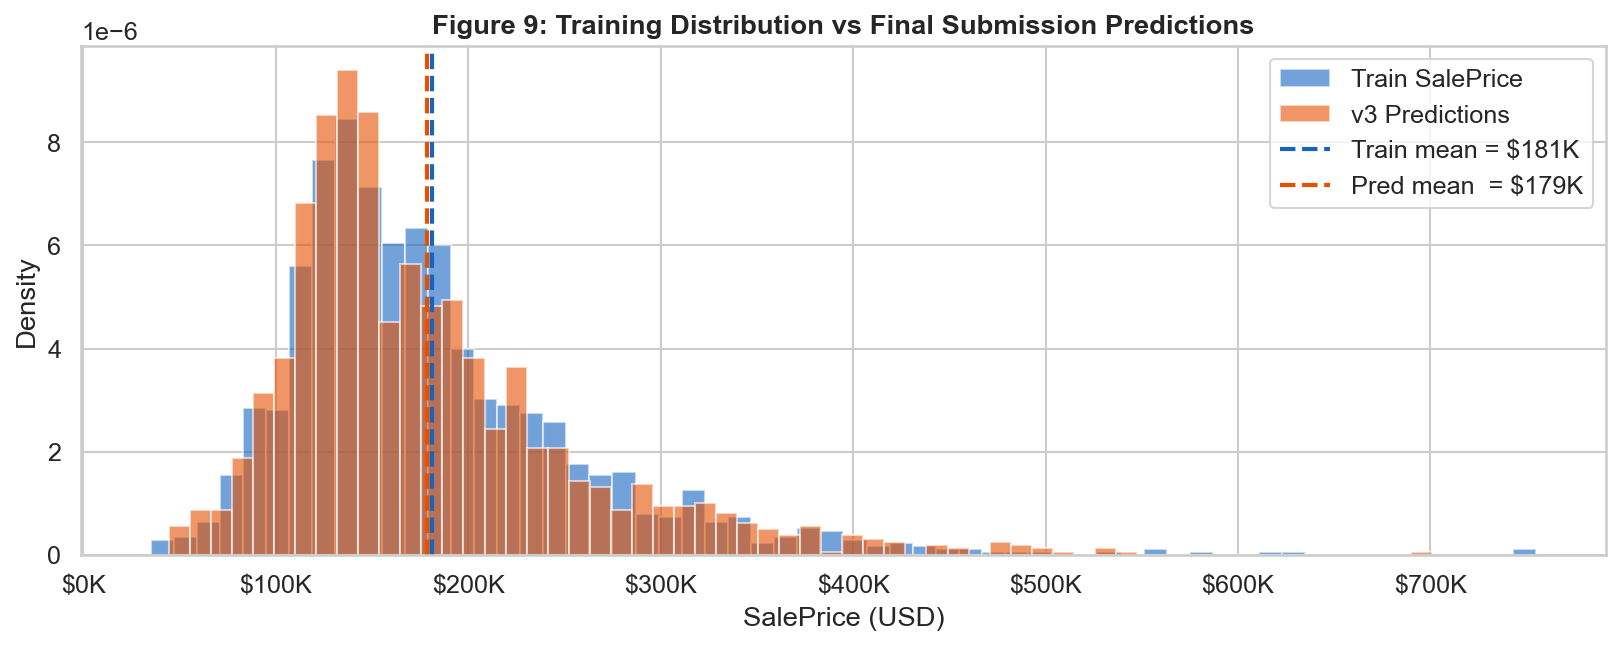 Figure 9: Training Distribution vs Final Submission Predictions
1e−6
Train SalePrice
v3 Predictions
Train mean = $181K
Pred mean  = $179K
Density
8
6
4
2
0
$0K $100K $200K $300K $400K $500K $600K $700K
SalePrice (USD)